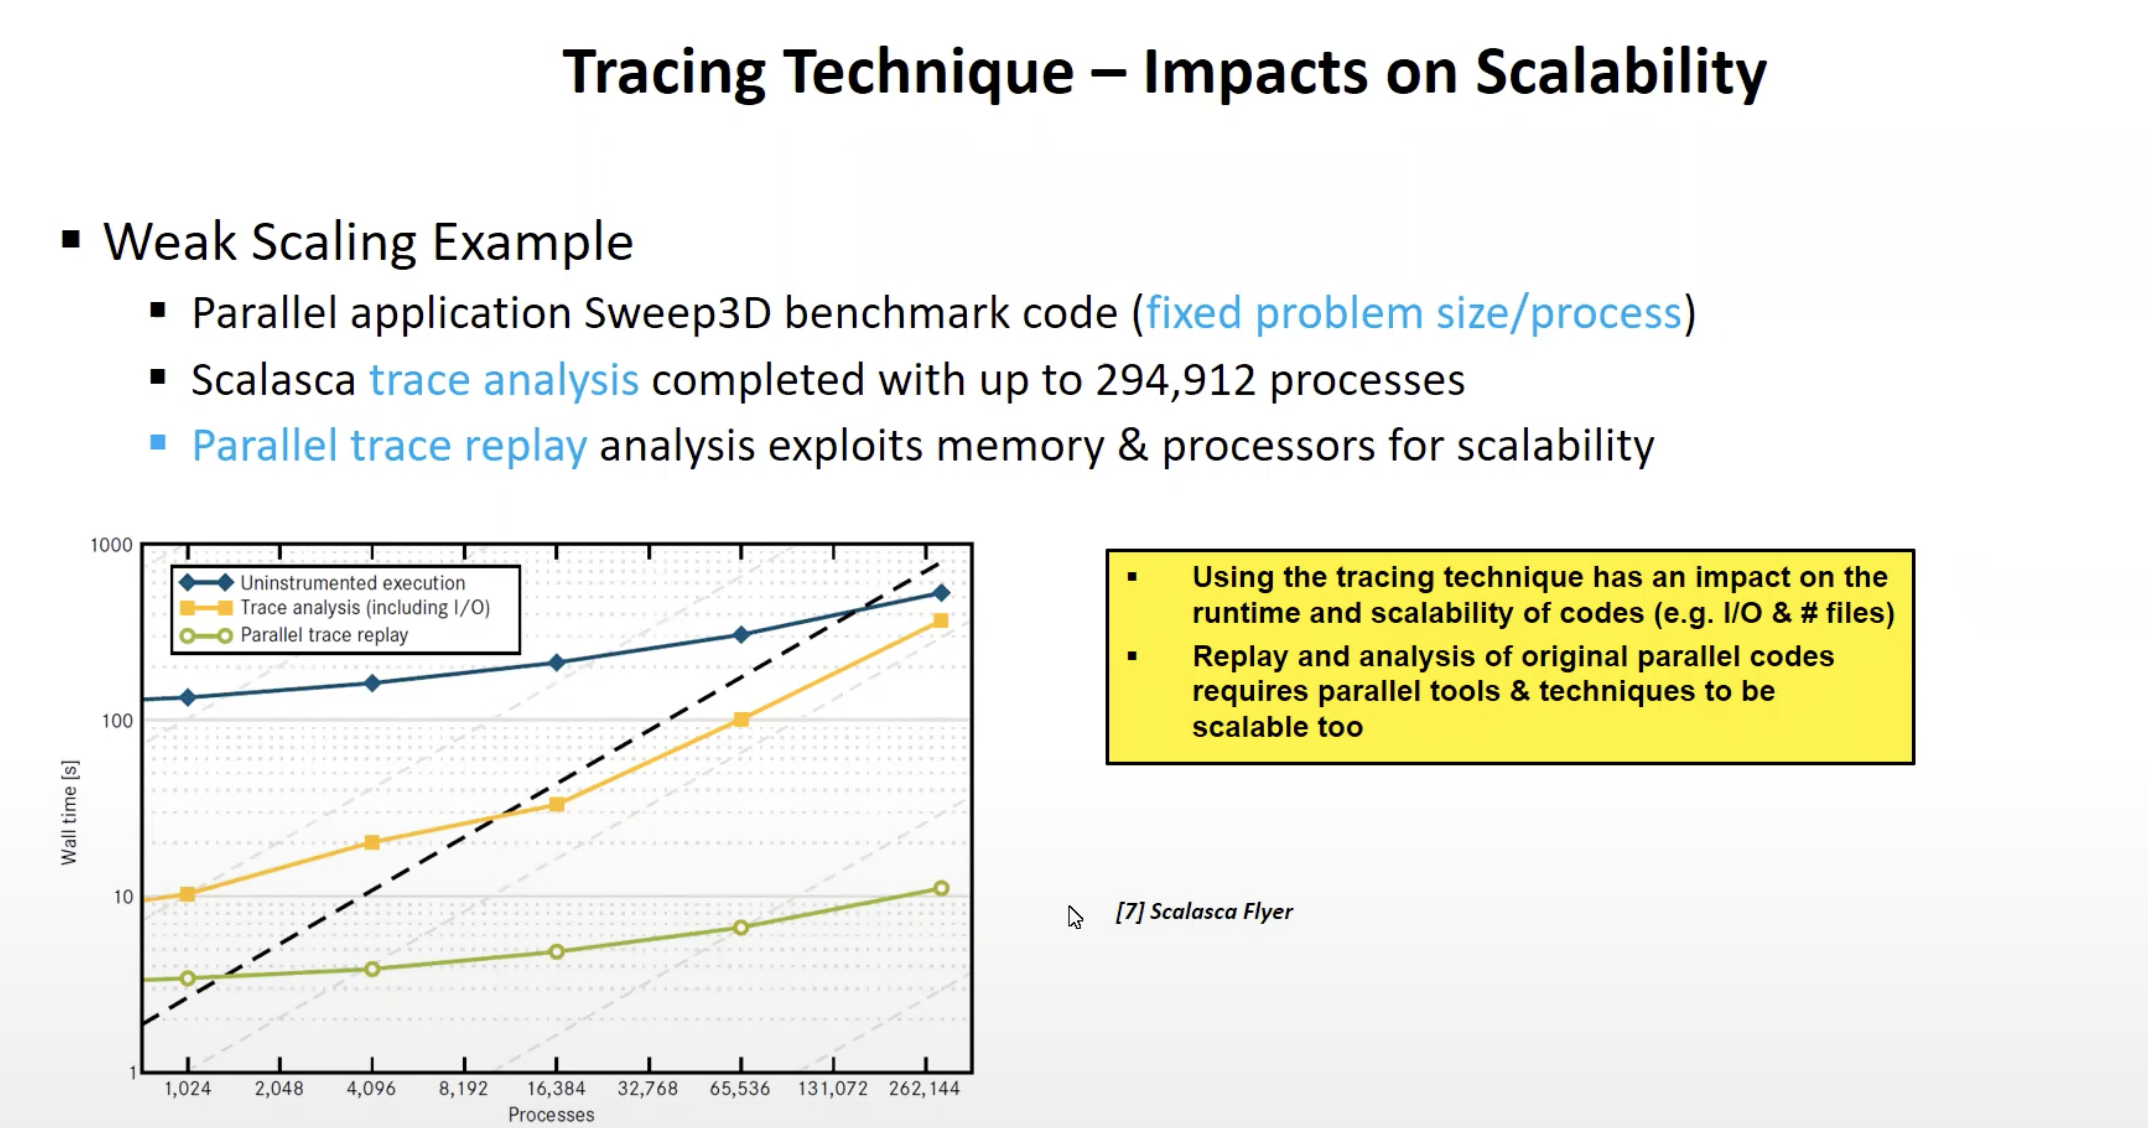 Tracing Technique – Impacts on Scalability
▪ Weak Scaling Example
▪ Parallel application Sweep3D benchmark code (fixed problem size/process)
▪ Scalasca trace analysis completed with up to 294,912 processes
▪ Parallel trace replay analysis exploits memory & processors for scalability
1000
100
10
1
Wall time [s]
Uninstrumented execution
Trace analysis (including I/O)
Parallel trace replay
1,024 2,048 4,096 8,192 16,384 32,768 65,536 131,072 262,144
Processes
▪ Using the tracing technique has an impact on the
runtime and scalability of codes (e.g. I/O & # files)
▪ Replay and analysis of original parallel codes
requires parallel tools & techniques to be
scalable too
[7] Scalasca Flyer